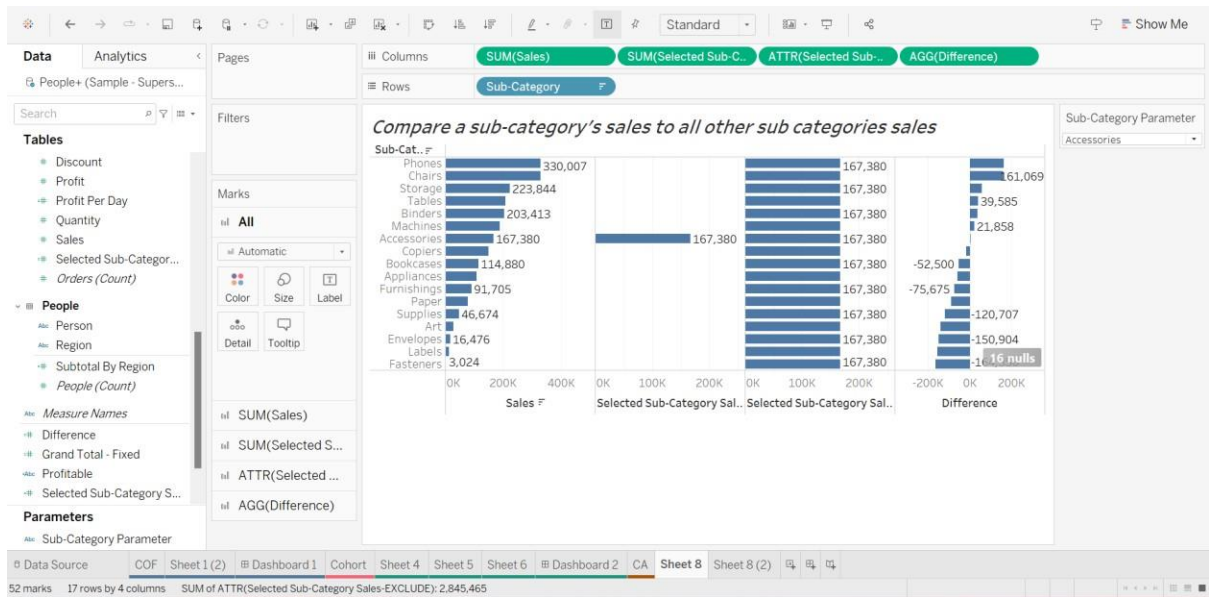 Standard
Show Me
Data
Analytics
People+ (Sample - Supers...
Search
Tables
Discount
Profit
Profit Per Day
Quantity
Sales
Selected Sub-Categor...
Orders (Count)
People
Abc Person
Abc Region
Subtotal By Region
People (Count)
Abc Measure Names
Difference
Grand Total - Fixed
Abc Profitable
Selected Sub-Category S...
Parameters
Abc Sub-Category Parameter
Pages
Filters
Marks
All
Automatic
Color
Size
Label
Detail
Tooltip
SUM(Sales)
SUM(Selected S...
ATTR(Selected ...
AGG(Difference)
Columns
SUM(Sales)
SUM(Selected Sub-C..
ATTR(Selected Sub-..
AGG(Difference)
Rows
Sub-Category
Compare a sub-category's sales to all other sub categories sales
Sub-Cat..
Phones 330,007 167,380
Chairs 161,069
Storage 223,844 167,380
Tables 39,585
Binders 203,413 167,380
Machines 21,858
Accessories 167,380 167,380 167,380
Copiers
Bookcases 114,880 167,380 -52,500
Appliances
Furnishings 91,705 167,380 -75,675
Paper
Supplies 46,674 167,380 -120,707
Art
Envelopes 16,476 167,380 -150,904
Labels
16 nulls
Fasteners 3,024 167,380
0K 200K 400K 0K 100K 200K 0K 100K 200K -200K 0K 200K
Sales
Selected Sub-Category Sal..
Selected Sub-Category Sal..
Difference
Sub-Category Parameter
Accessories
Data Source
COF
Sheet 1 (2)
Dashboard 1
Cohort
Sheet 4
Sheet 5
Sheet 6
Dashboard 2
CA
Sheet 8
Sheet 8 (2)
52 marks 17 rows by 4 columns SUM of ATTR(Selected Sub-Category Sales-EXCLUDE): 2,845,465